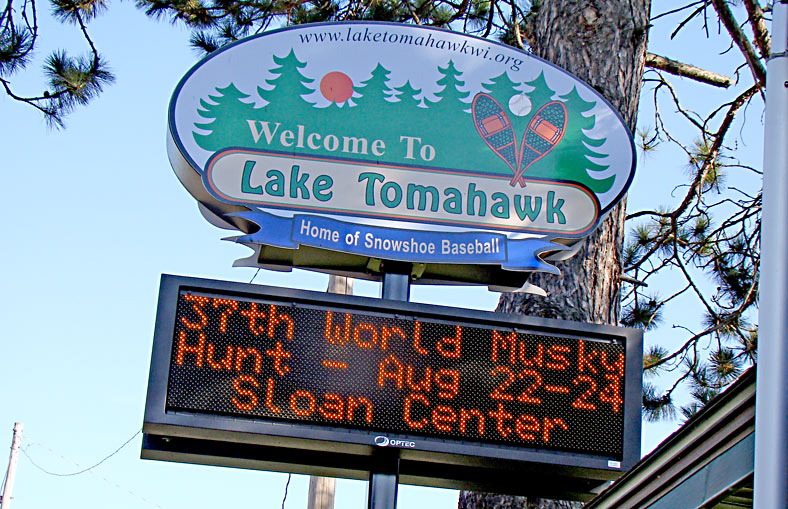 www.laketomahawkwi.org
Welcome To
Lake Tomahawk
Home of Snowshoe Baseball
37th World Musky
Hunt - Aug 22-24
Sloan Center
OPTEC